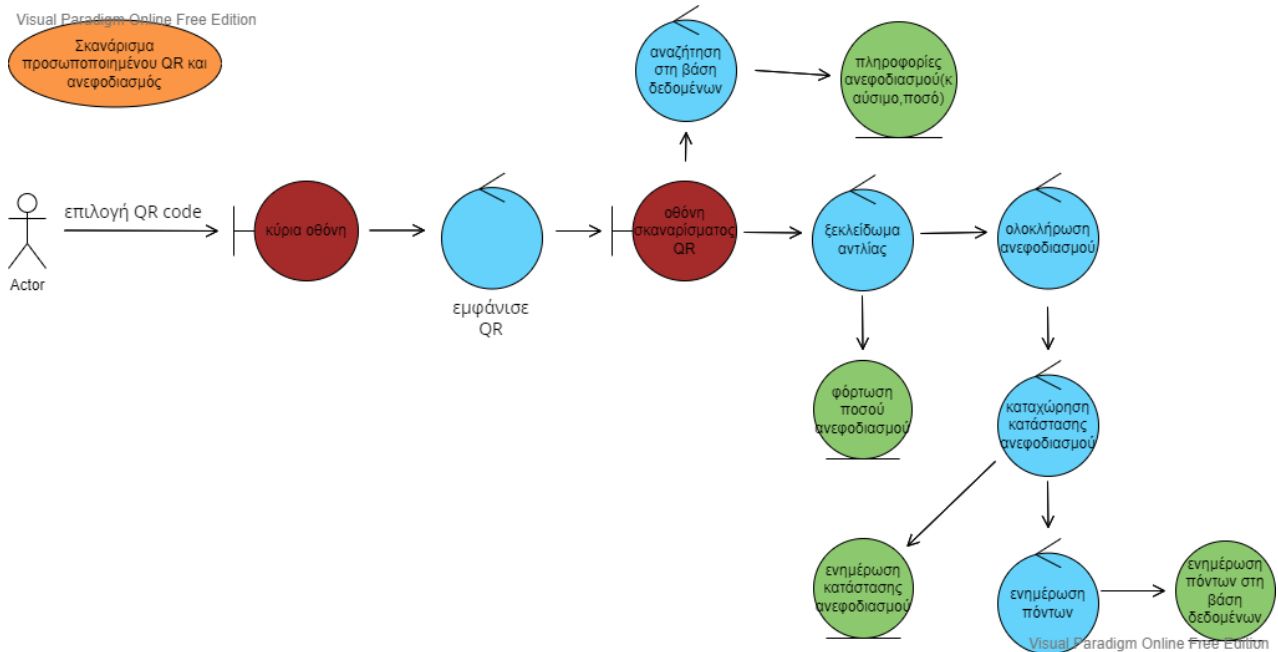 Visual Paradigm Online Free Edition
Σκανάρισμα
προσωποποιημένου QR και
ανεφοδιασμός
αναζήτηση
στη βάση
δεδομένων
πληροφορίες
ανεφοδιασμού(κ
αύσιμο,ποσό)
Actor
επιλογή QR code
κύρια οθόνη
εμφάνισε
QR
οθόνη
σκαναρίσματος
QR
ξεκλείδωμα
αντλίας
ολοκλήρωση
ανεφοδιασμού
φόρτωση
ποσού
ανεφοδιασμού
καταχώρηση
κατάστασης
ανεφοδιασμού
ενημέρωση
κατάστασης
ανεφοδιασμού
ενημέρωση
πόντων
ενημέρωση
πόντων στη
βάση
δεδομένων
Visual Paradigm Online Free Edition